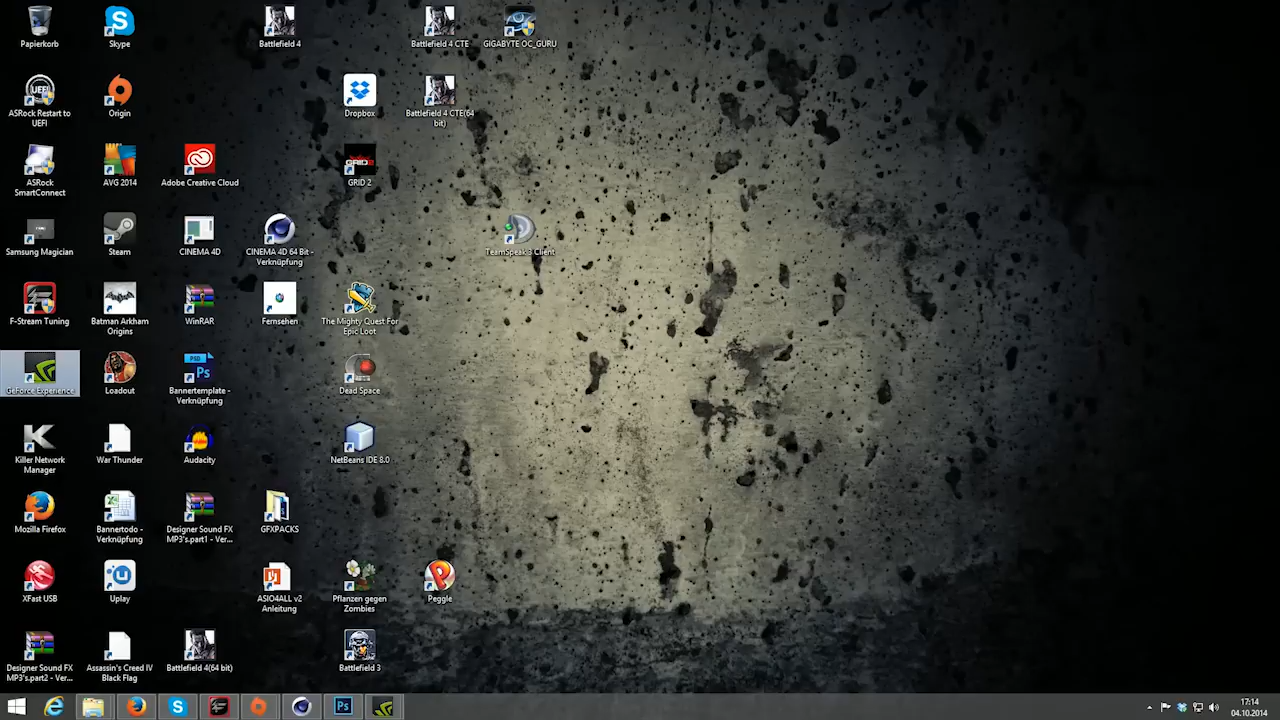 Papierkorb
Skype
Battlefield 4
Battlefield 4 CTE
GIGABYTE OC_GURU
ASRock Restart to
UEFI
Origin
Dropbox
Battlefield 4 CTE(64
bit)
ASRock
SmartConnect
AVG 2014
Adobe Creative Cloud
GRID 2
Samsung Magician
Steam
CINEMA 4D
CINEMA 4D 64 Bit -
Verknüpfung
TeamSpeak 3 Client
F-Stream Tuning
Batman Arkham
Origins
WinRAR
Fernsehen
The Mighty Quest For
Epic Loot
GeForce Experience
Loadout
PSD
Ps
Bannertemplate -
Verknüpfung
Dead Space
Killer Network
Manager
War Thunder
Audacity
NetBeans IDE 8.0
Mozilla Firefox
Bannertodo -
Verknüpfung
Designer Sound FX
MP3's.part1 - Ver...
GFXPACKS
XFast USB
Uplay
ASIO4ALL v2
Anleitung
Pflanzen gegen
Zombies
Peggle
Designer Sound FX
MP3's.part2 - Ver...
Assassin's Creed IV
Black Flag
Battlefield 4(64 bit)
Battlefield 3
Ps
17:14
04.10.2014